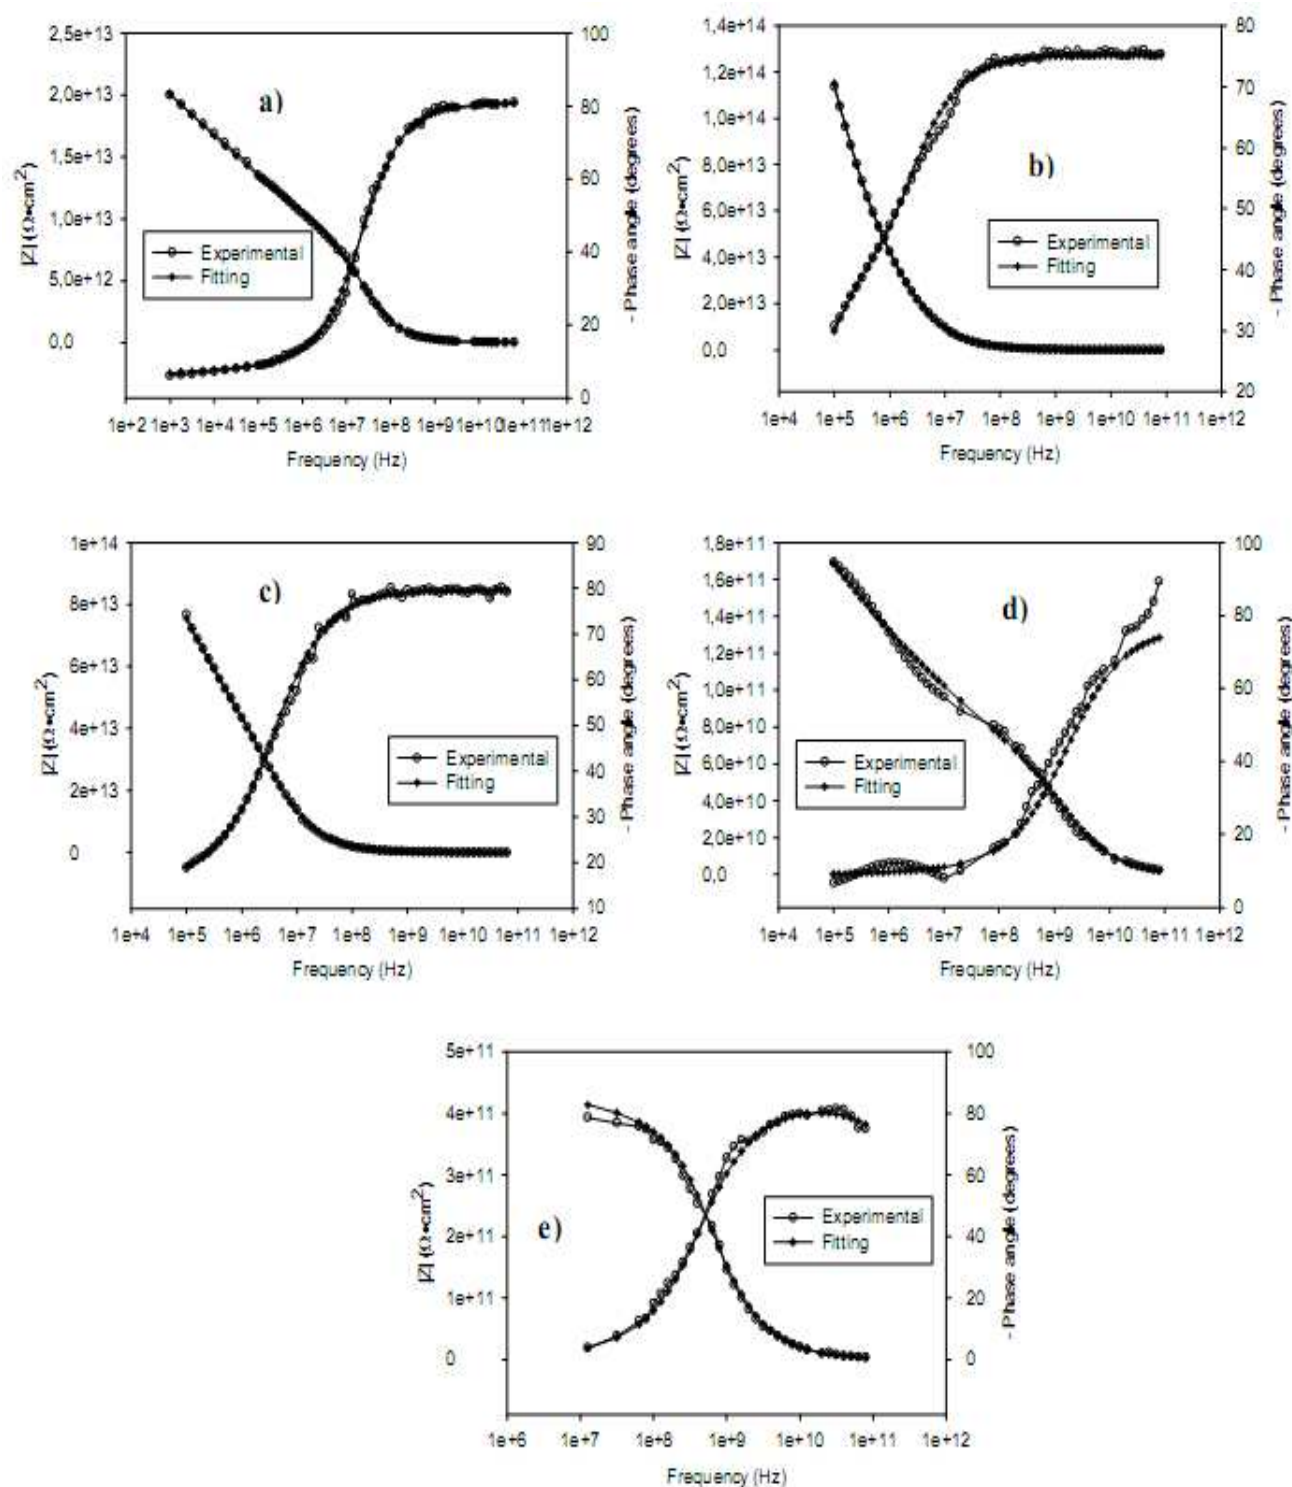 a)
2,5e+13
2,0e+13
1,5e+13
1,0e+13
5,0e+12
0,0
|Z| (Ω•cm²)
100
80
60
40
20
0
- Phase angle (degrees)
Experimental
Fitting
1e+2 1e+3 1e+4 1e+5 1e+6 1e+7 1e+8 1e+9 1e+10 1e+11 1e+12
Frequency (Hz)
b)
1,4e+14
1,2e+14
1,0e+14
8,0e+13
6,0e+13
4,0e+13
2,0e+13
0,0
|Z| (Ω•cm²)
80
70
60
50
40
30
20
- Phase angle (degrees)
Experimental
Fitting
1e+4 1e+5 1e+6 1e+7 1e+8 1e+9 1e+10 1e+11 1e+12
Frequency (Hz)
c)
1e+14
8e+13
6e+13
4e+13
2e+13
0
|Z| (Ω•cm²)
90
80
70
60
50
40
30
20
10
- Phase angle (degrees)
Experimental
Fitting
1e+4 1e+5 1e+6 1e+7 1e+8 1e+9 1e+10 1e+11 1e+12
Frequency (Hz)
d)
1,8e+11
1,6e+11
1,4e+11
1,2e+11
1,0e+11
8,0e+10
6,0e+10
4,0e+10
2,0e+10
0,0
|Z| (Ω•cm²)
100
80
60
40
20
0
- Phase angle (degrees)
Experimental
Fitting
1e+4 1e+5 1e+6 1e+7 1e+8 1e+9 1e+10 1e+11 1e+12
Frequency (Hz)
e)
5e+11
4e+11
3e+11
2e+11
1e+11
0
|Z| (Ω•cm²)
100
80
60
40
20
0
- Phase angle (degrees)
Experimental
Fitting
1e+6 1e+7 1e+8 1e+9 1e+10 1e+11 1e+12
Frequency (Hz)